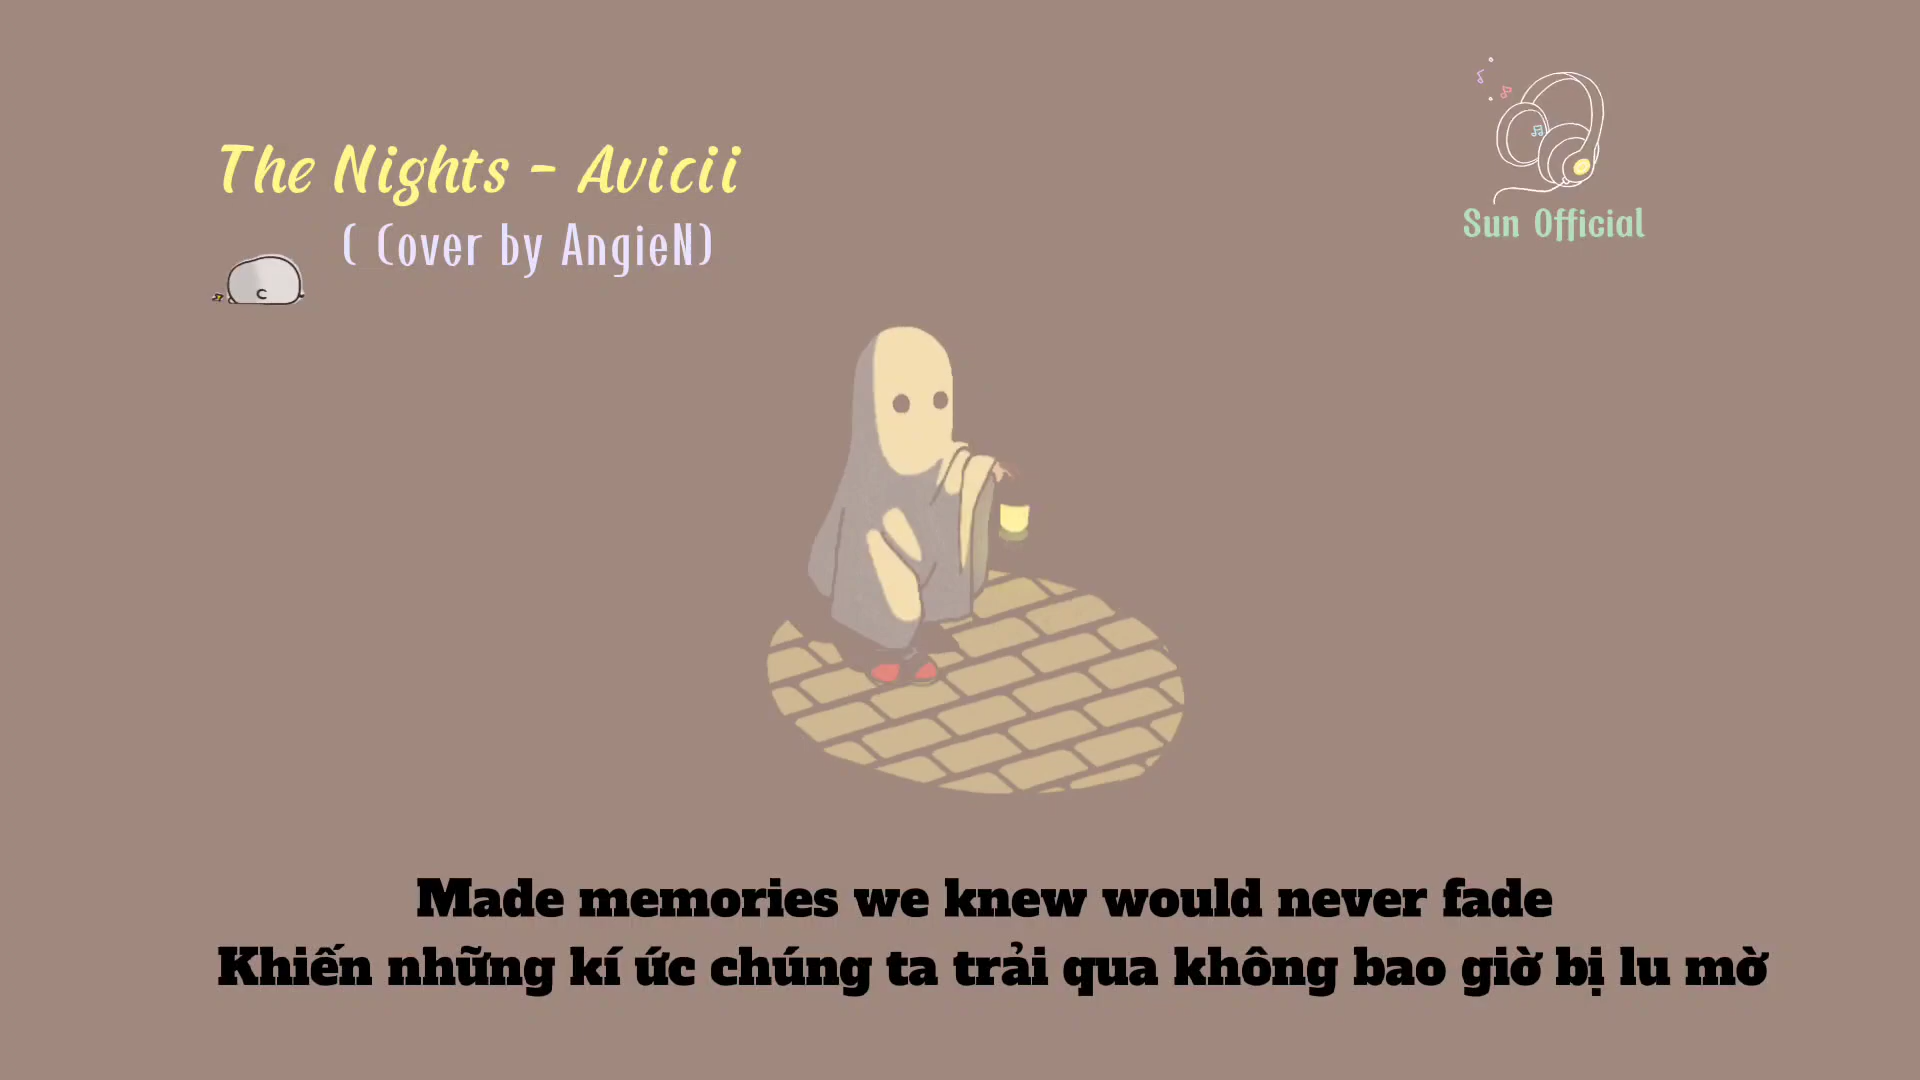 The Nights - Avicii
( Cover by AngieN)
Sun Official
Made memories we knew would never fade
Khiến những kí ức chúng ta trải qua không bao giờ bị lu mờ